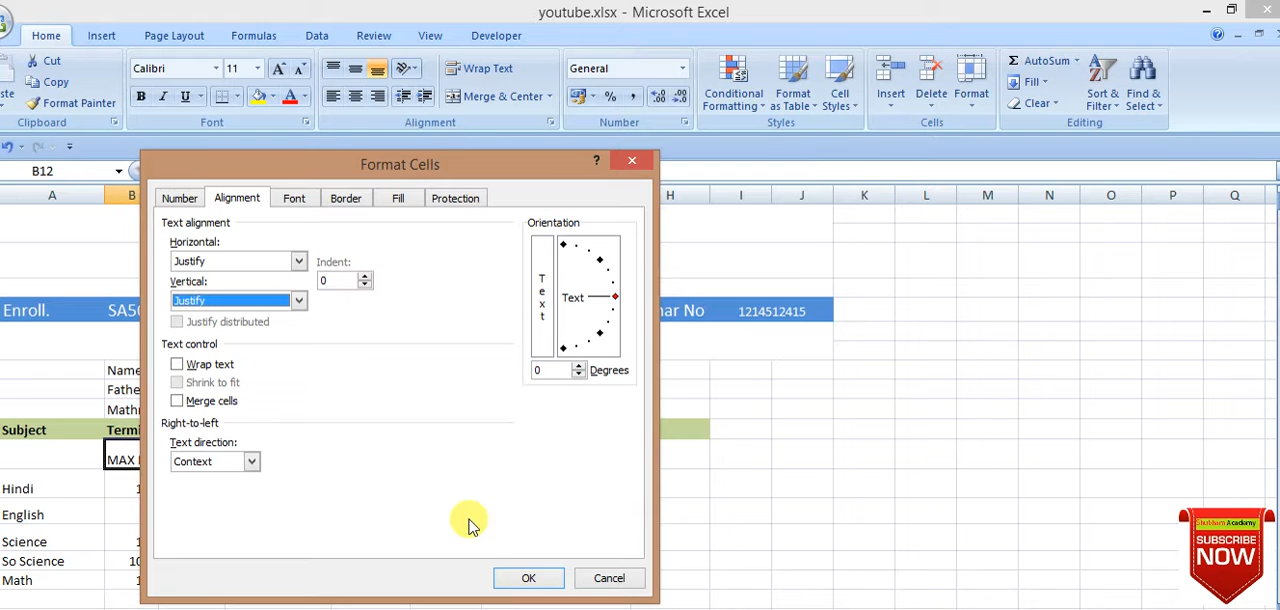 youtube.xlsx - Microsoft Excel
Home Insert Page Layout Formulas Data Review View Developer
Cut
Copy
Format Painter
Clipboard
Calibri 11
B I U
Font
Wrap Text
Merge & Center
Alignment
General
%
Number
Conditional Formatting
Format as Table
Cell Styles
Styles
Insert
Delete
Format
Cells
Σ AutoSum
Fill
Clear
Sort & Filter
Find & Select
Editing
B12
A B H I J K L M N O P Q
Format Cells
?
Number Alignment Font Border Fill Protection
Text alignment
Horizontal:
Justify
Indent:
0
Vertical:
Justify
Justify distributed
Text control
Wrap text
Shrink to fit
Merge cells
Right-to-left
Text direction:
Context
Orientation
Text
Text
0 Degrees
OK Cancel
Enroll.
No
1214512415
Name
Subject
MAX
Hindi
English
Science
So Science
Math
Shubham Academy
SUBSCRIBE
NOW